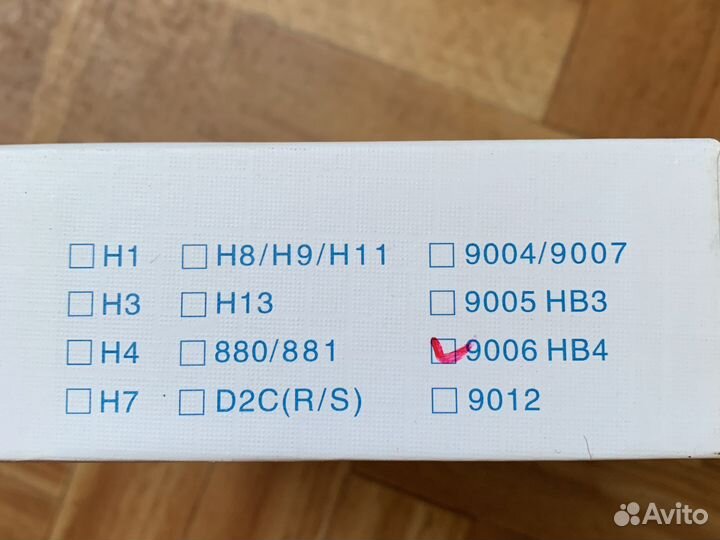 H1 H8/H9/H11 9004/9007
H3 H13 9005 HB3
H4 880/881 9006 HB4
H7 D2C(R/S) 9012
Avito